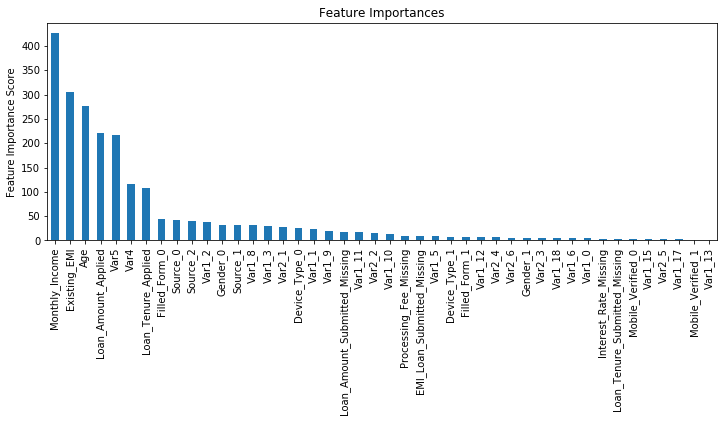 Feature Importances
Feature Importance Score
400
350
300
250
200
150
100
50
0
Monthly_Income
Existing_EMI
Age
Loan_Amount_Applied
Var5
Var4
Loan_Tenure_Applied
Filled_Form_0
Source_0
Source_2
Var1_2
Gender_0
Source_1
Var1_8
Var1_3
Var2_1
Device_Type_0
Var1_1
Var1_9
Loan_Amount_Submitted_Missing
Var1_11
Var2_2
Var1_10
Processing_Fee_Missing
EMI_Loan_Submitted_Missing
Var1_5
Device_Type_1
Filled_Form_1
Var1_12
Var2_4
Var2_6
Gender_1
Var2_3
Var1_18
Var1_6
Var1_0
Interest_Rate_Missing
Loan_Tenure_Submitted_Missing
Mobile_Verified_0
Var1_15
Var2_5
Var1_17
Mobile_Verified_1
Var1_13